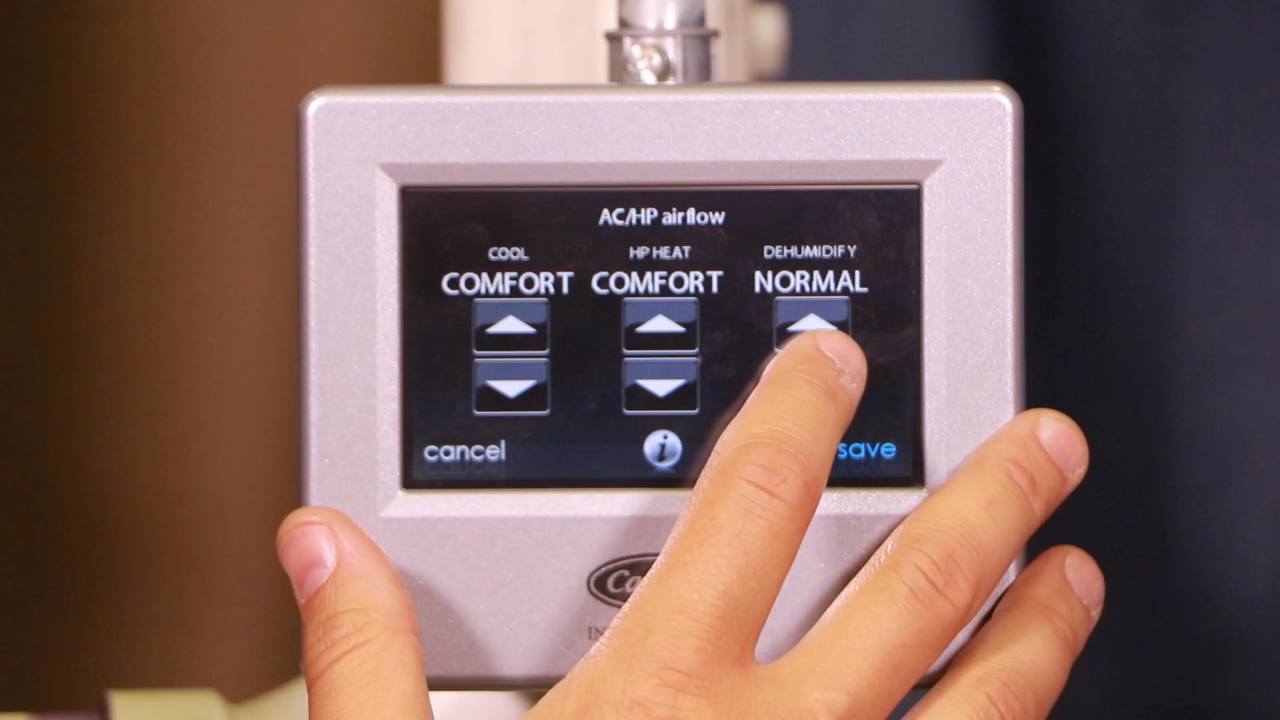 AC/HP airflow
COOL HP HEAT DEHUMIDIFY
COMFORT COMFORT NORMAL
cancel i save